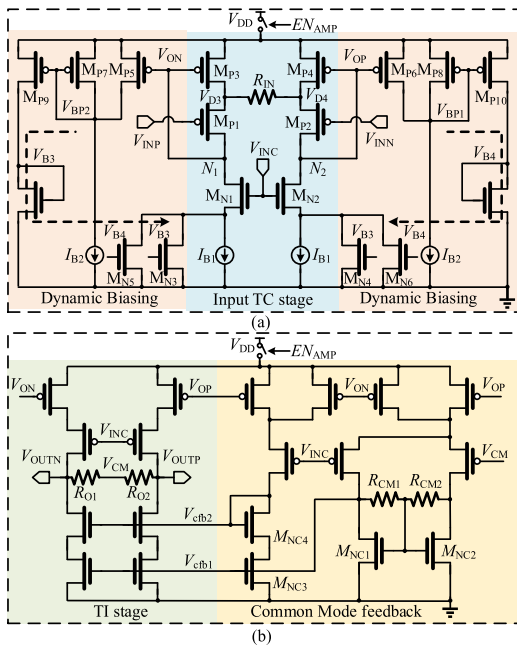 V_DD EN_AMP
V_ON V_OP
M_P9 M_P7 M_P5 M_P3 R_IN M_P4 M_P6 M_P8 M_P10
V_BP2 V_D3 V_D4 V_BP1
M_P1 M_P2
V_INP V_INN
V_B3 N_1 V_INC N_2 V_B4
M_N1 M_N2
V_B4 V_B3 V_B3 V_B4
I_B2 I_B1 I_B1 I_B2
M_N5 M_N3 M_N4 M_N6
Dynamic Biasing Input TC stage Dynamic Biasing
(a)
V_DD EN_AMP
V_ON V_OP V_ON V_OP
V_INC V_INC V_CM
V_OUTN V_CM V_OUTP
R_O1 R_O2 R_CM1 R_CM2
V_cfb2
M_NC4 M_NC1 M_NC2
V_cfb1
M_NC3
TI stage Common Mode feedback
(b)